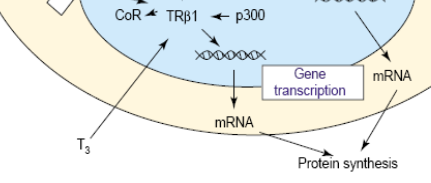 CoR TRβ1 p300
Gene
transcription
mRNA
mRNA
T3
Protein synthesis